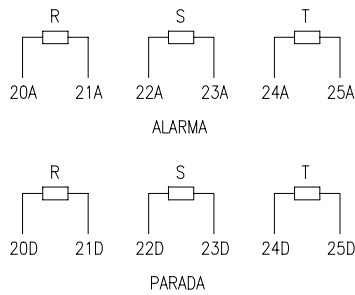 R S T
20A 21A 22A 23A 24A 25A
ALARMA
R S T
20D 21D 22D 23D 24D 25D
PARADA